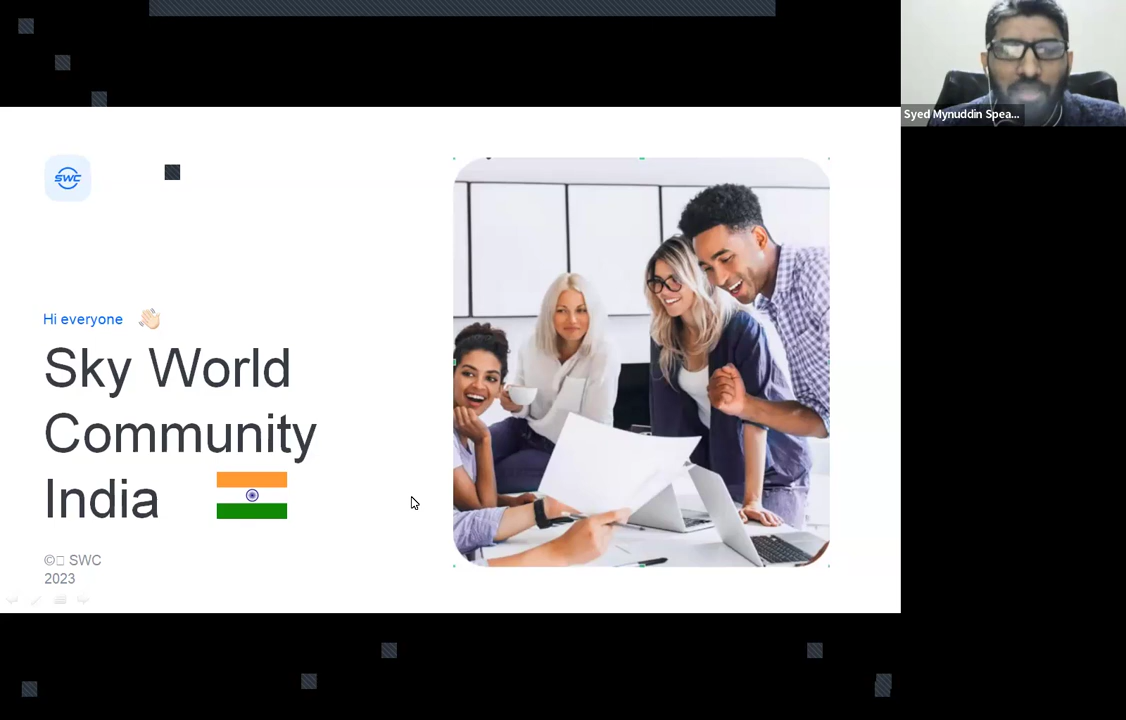 Syed Mynuddin Spea...
SWC
Hi everyone
Sky World
Community
India
© SWC
2023